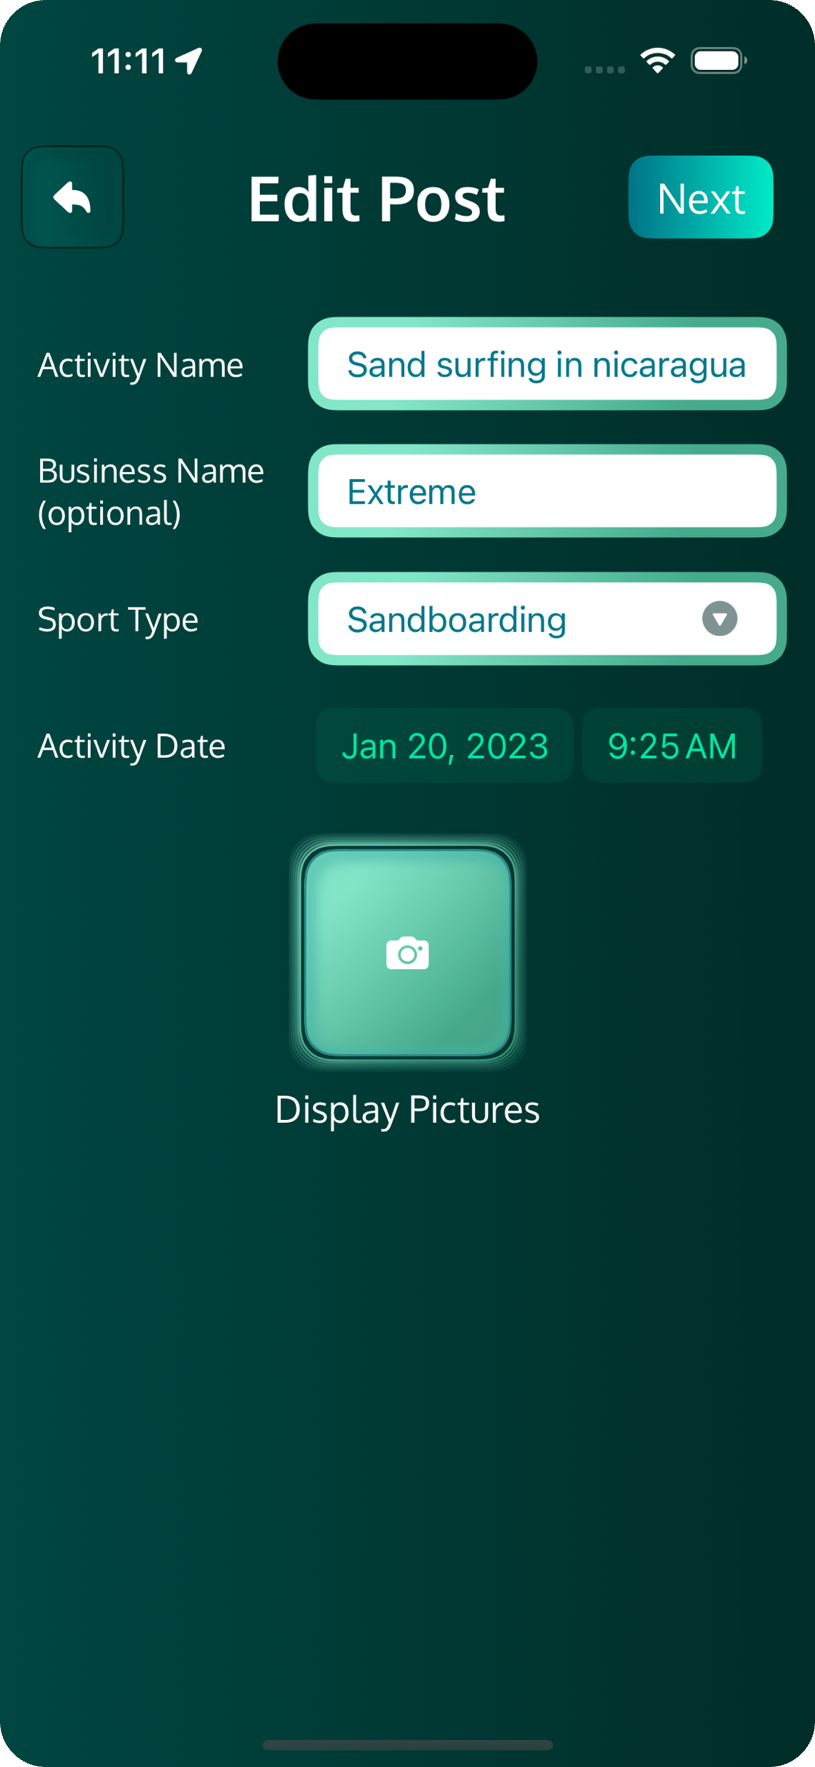 11:11
Edit Post
Next
Activity Name
Sand surfing in nicaragua
Business Name
(optional)
Extreme
Sport Type
Sandboarding
Activity Date
Jan 20, 2023
9:25 AM
Display Pictures